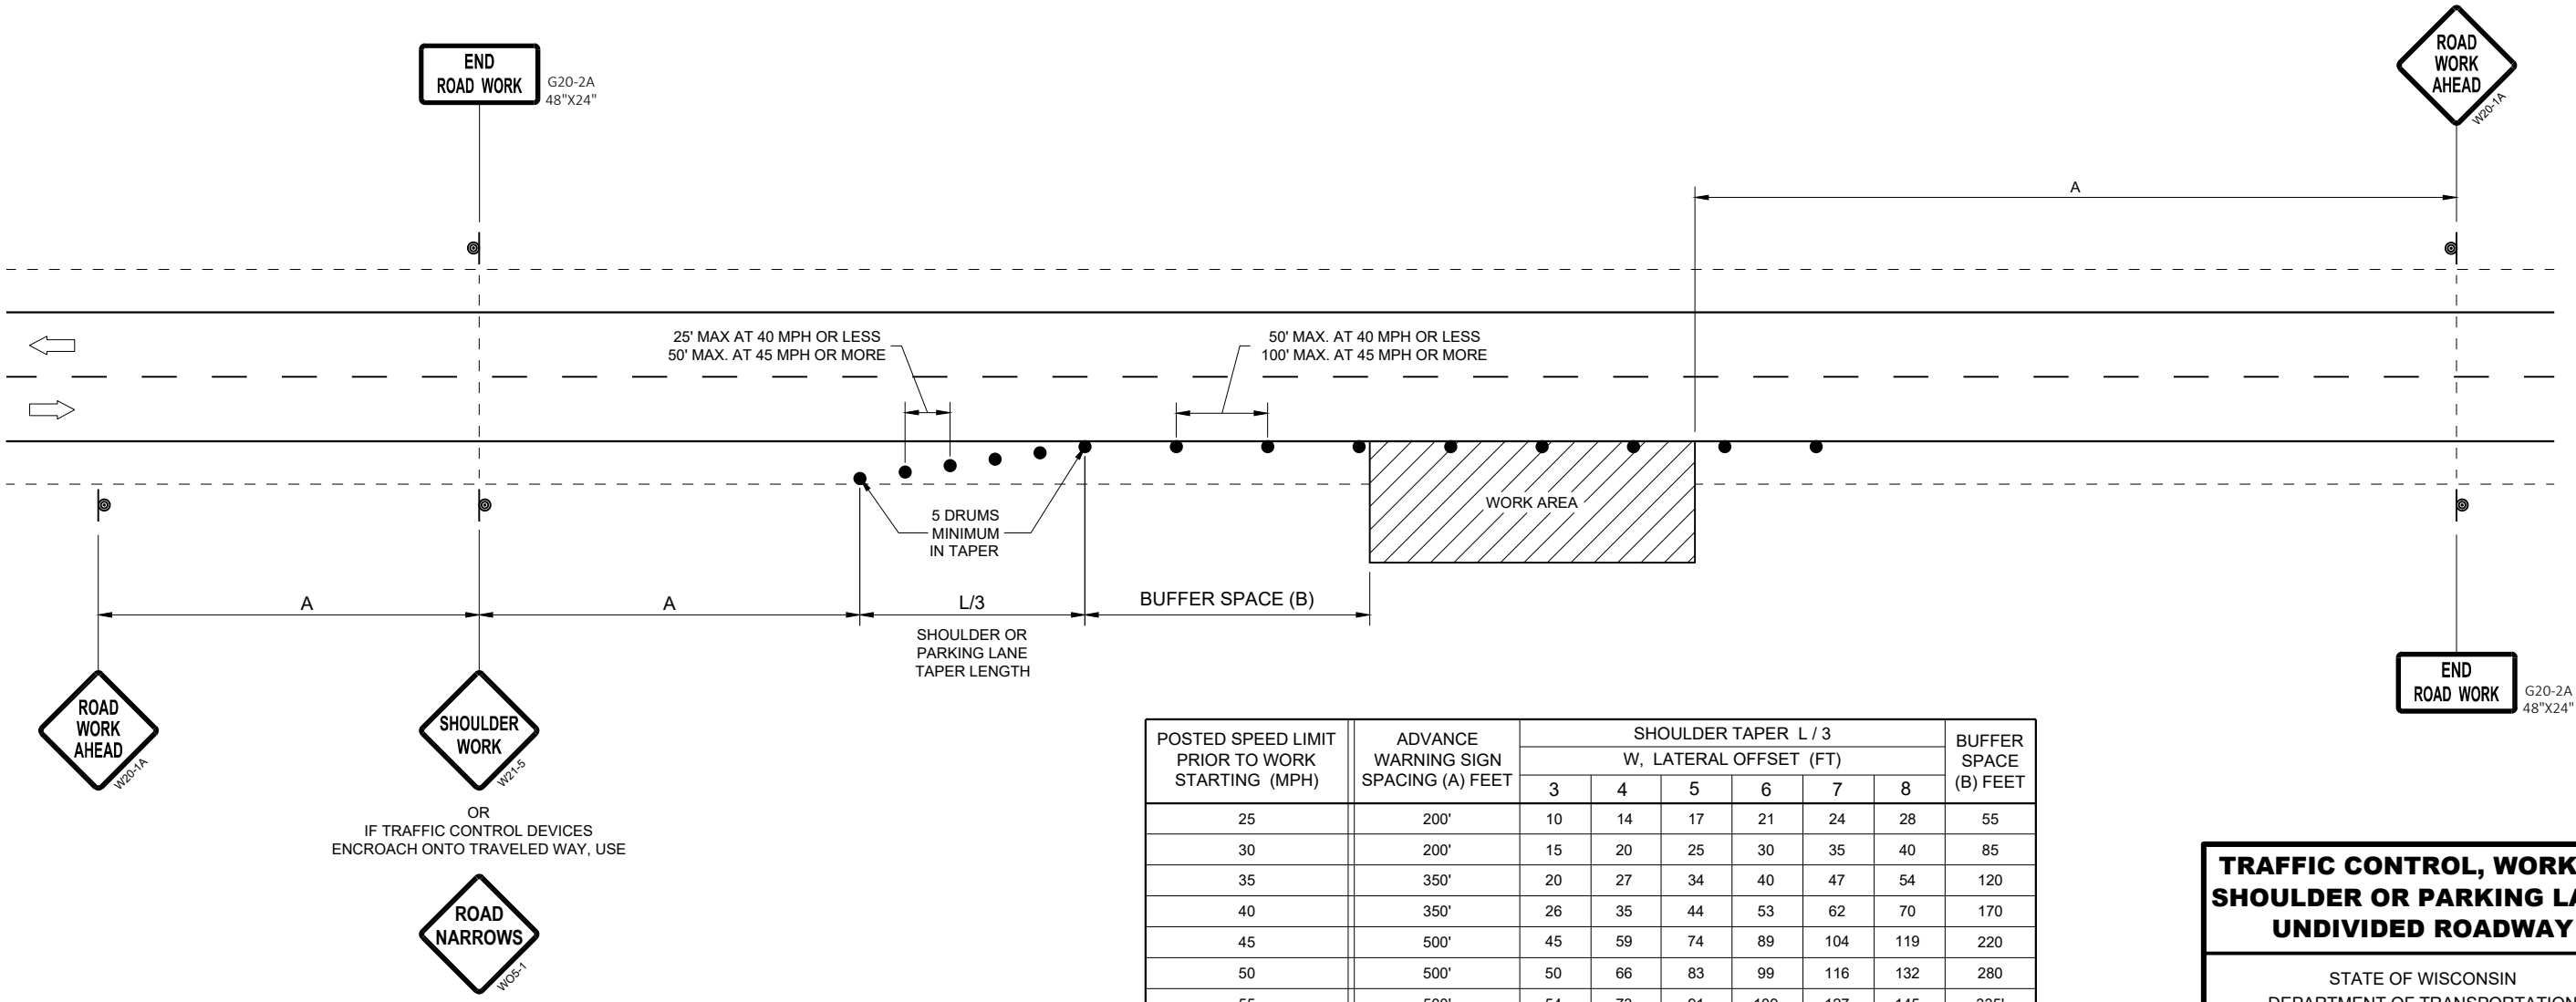 END
ROAD WORK
G20-2A
48"X24"
ROAD
WORK
AHEAD
W20-1A
A
25' MAX AT 40 MPH OR LESS
50' MAX. AT 45 MPH OR MORE
50' MAX. AT 40 MPH OR LESS
100' MAX. AT 45 MPH OR MORE
5 DRUMS
MINIMUM
IN TAPER
WORK AREA
A
A
L/3
BUFFER SPACE (B)
SHOULDER OR
PARKING LANE
TAPER LENGTH
ROAD
WORK
AHEAD
W20-1A
SHOULDER
WORK
W21-5
OR
IF TRAFFIC CONTROL DEVICES
ENCROACH ONTO TRAVELED WAY, USE
ROAD
NARROWS
WO5-1
END
ROAD WORK
G20-2A
48"X24"
POSTED SPEED LIMIT
PRIOR TO WORK
STARTING (MPH)
ADVANCE
WARNING SIGN
SPACING (A) FEET
SHOULDER TAPER L / 3
W, LATERAL OFFSET (FT)
3 4 5 6 7 8
BUFFER
SPACE
(B) FEET
25 200' 10 14 17 21 24 28 55
30 200' 15 20 25 30 35 40 85
35 350' 20 27 34 40 47 54 120
40 350' 26 35 44 53 62 70 170
45 500' 45 59 74 89 104 119 220
50 500' 50 66 83 99 116 132 280
TRAFFIC CONTROL, WORK
SHOULDER OR PARKING
UNDIVIDED ROADWAY
STATE OF WISCONSIN
DEPARTMENT OF TRANSPORTATION